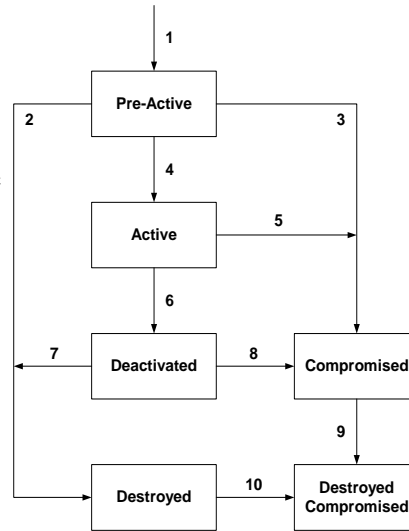 1
2
Pre-Active
3
4
Active
5
6
7
Deactivated
8
Compromised
9
Destroyed
10
Destroyed
Compromised